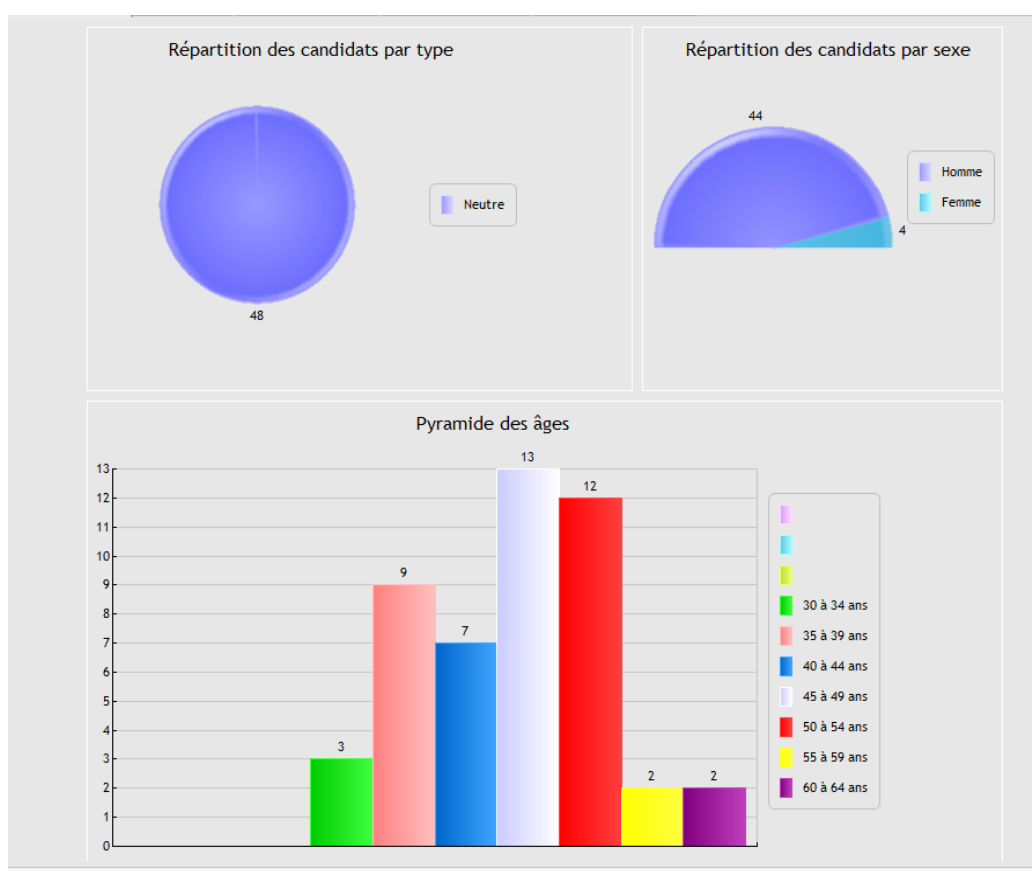 Répartition des candidats par type
Neutre
48
Répartition des candidats par sexe
44
Homme
Femme
4
Pyramide des âges
13
12
11
10
9
8
7
6
5
4
3
2
1
0
3
9
7
13
12
2
2
30 à 34 ans
35 à 39 ans
40 à 44 ans
45 à 49 ans
50 à 54 ans
55 à 59 ans
60 à 64 ans